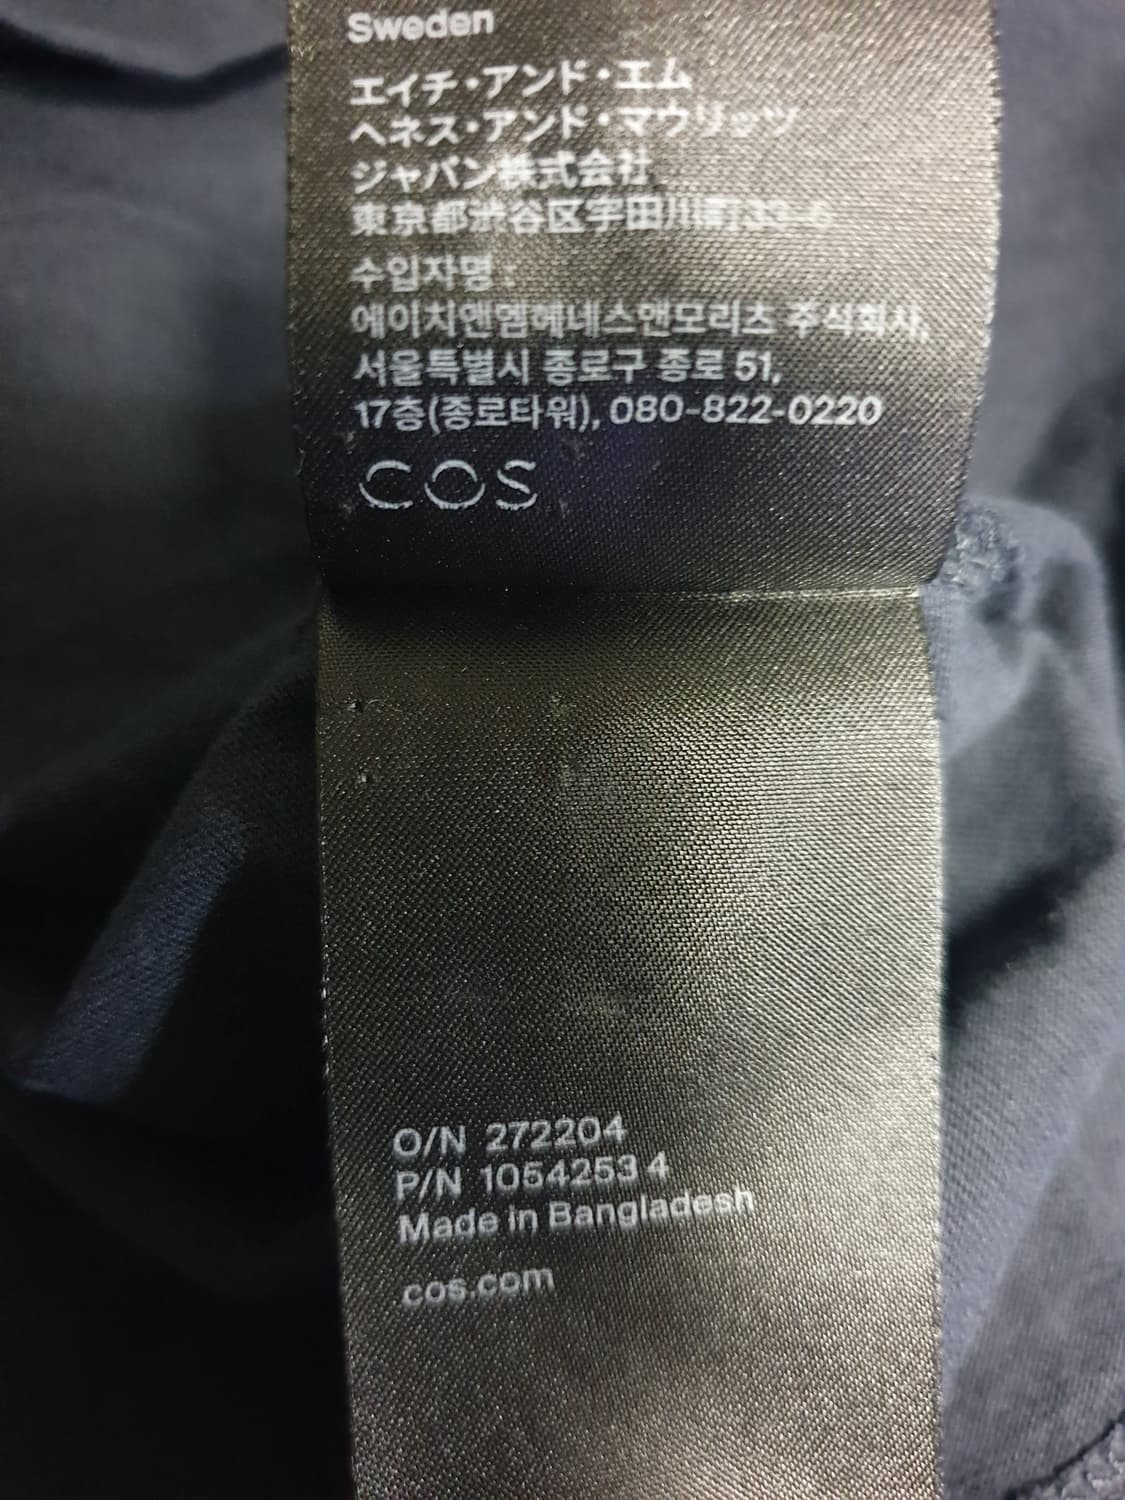 Sweden
エイチ・アンド・エム
ヘネス・アンド・マウリッツ
ジャパン株式会社
東京都渋谷区宇田川町33-6
수입자명 :
에이치앤엠헤네스앤모리츠 주식회사,
서울특별시 종로구 종로 51,
17층(종로타워), 080-822-0220
COS
O/N 272204
P/N 1054253 4
Made in Bangladesh
cos.com